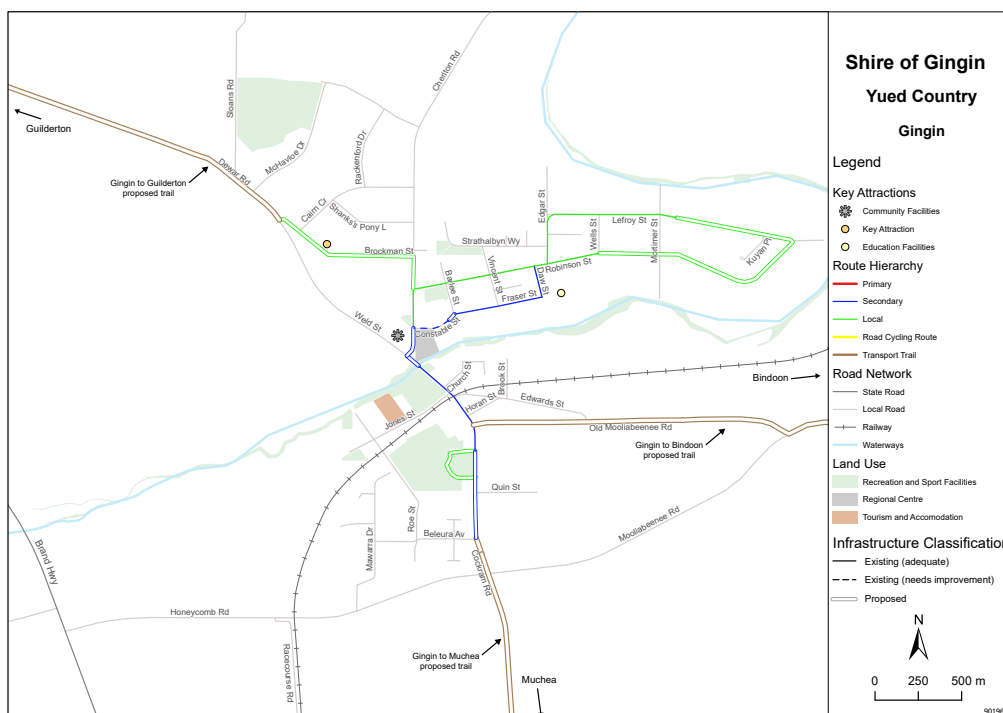 Shire of Gingin
Yued Country
Gingin
Legend
Key Attractions
Community Facilities
Key Attraction
Education Facilities
Route Hierarchy
Primary
Secondary
Local
Road Cycling Route
Transport Trail
Road Network
State Road
Local Road
Railway
Waterways
Land Use
Recreation and Sport Facilities
Regional Centre
Tourism and Accomodation
Infrastructure Classification
Existing (adequate)
Existing (needs improvement)
Proposed
N
0 250 500 m
90196
Guilderton
Gingin to Guilderton
proposed trail
Dewar Rd
Sloans Rd
McHavloe Dr
Rackenford Dr
Cheriton Rd
Cairn Cr
Shanks's Pony L
Brockman St
Strathalbyn Wy
Edgar St
Lefroy St
Wells St
Mortimer St
Kuyan Pl
Robinson St
Vincent St
Barlee St
Daw St
Fraser St
Constable St
Weld St
Church St
Brook St
Horan St
Edwards St
Jones St
Bindoon
Old Mooliabeenee Rd
Gingin to Bindoon
proposed trail
Quin St
Roe St
Mawarra Dr
Beleura Av
Mooliabeenee Rd
Cockram Rd
Brand Hwy
Honeycomb Rd
Racecourse Rd
Gingin to Muchea
proposed trail
Muchea